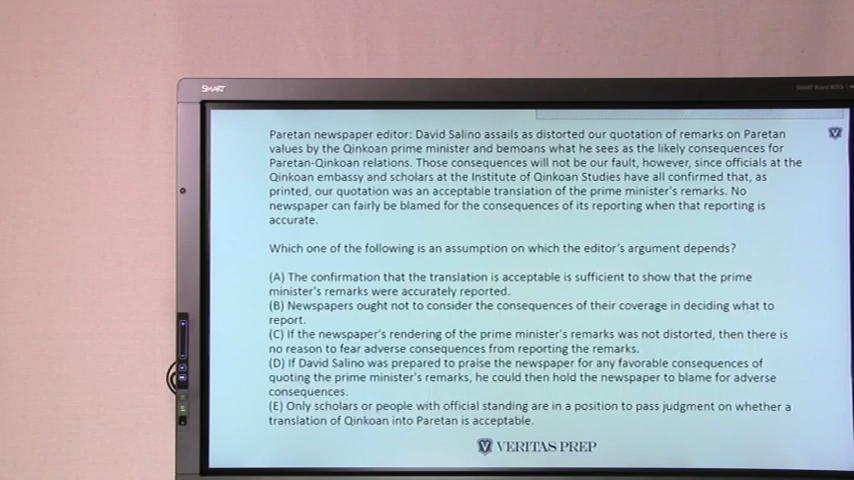 SMART
Paretan newspaper editor: David Salino assails as distorted our quotation of remarks on Paretan
values by the Qinkoan prime minister and bemoans what he sees as the likely consequences for
Paretan-Qinkoan relations. Those consequences will not be our fault, however, since officials at the
Qinkoan embassy and scholars at the Institute of Qinkoan Studies have all confirmed that, as
printed, our quotation was an acceptable translation of the prime minister's remarks. No
newspaper can fairly be blamed for the consequences of its reporting when that reporting is
accurate.
Which one of the following is an assumption on which the editor's argument depends?
(A) The confirmation that the translation is acceptable is sufficient to show that the prime
minister's remarks were accurately reported.
(B) Newspapers ought not to consider the consequences of their coverage in deciding what to
report.
(C) If the newspaper's rendering of the prime minister's remarks was not distorted, then there is
no reason to fear adverse consequences from reporting the remarks.
(D) If David Salino was prepared to praise the newspaper for any favorable consequences of
quoting the prime minister's remarks, he could then hold the newspaper to blame for adverse
consequences.
(E) Only scholars or people with official standing are in a position to pass judgment on whether a
translation of Qinkoan into Paretan is acceptable.
VERITAS PREP